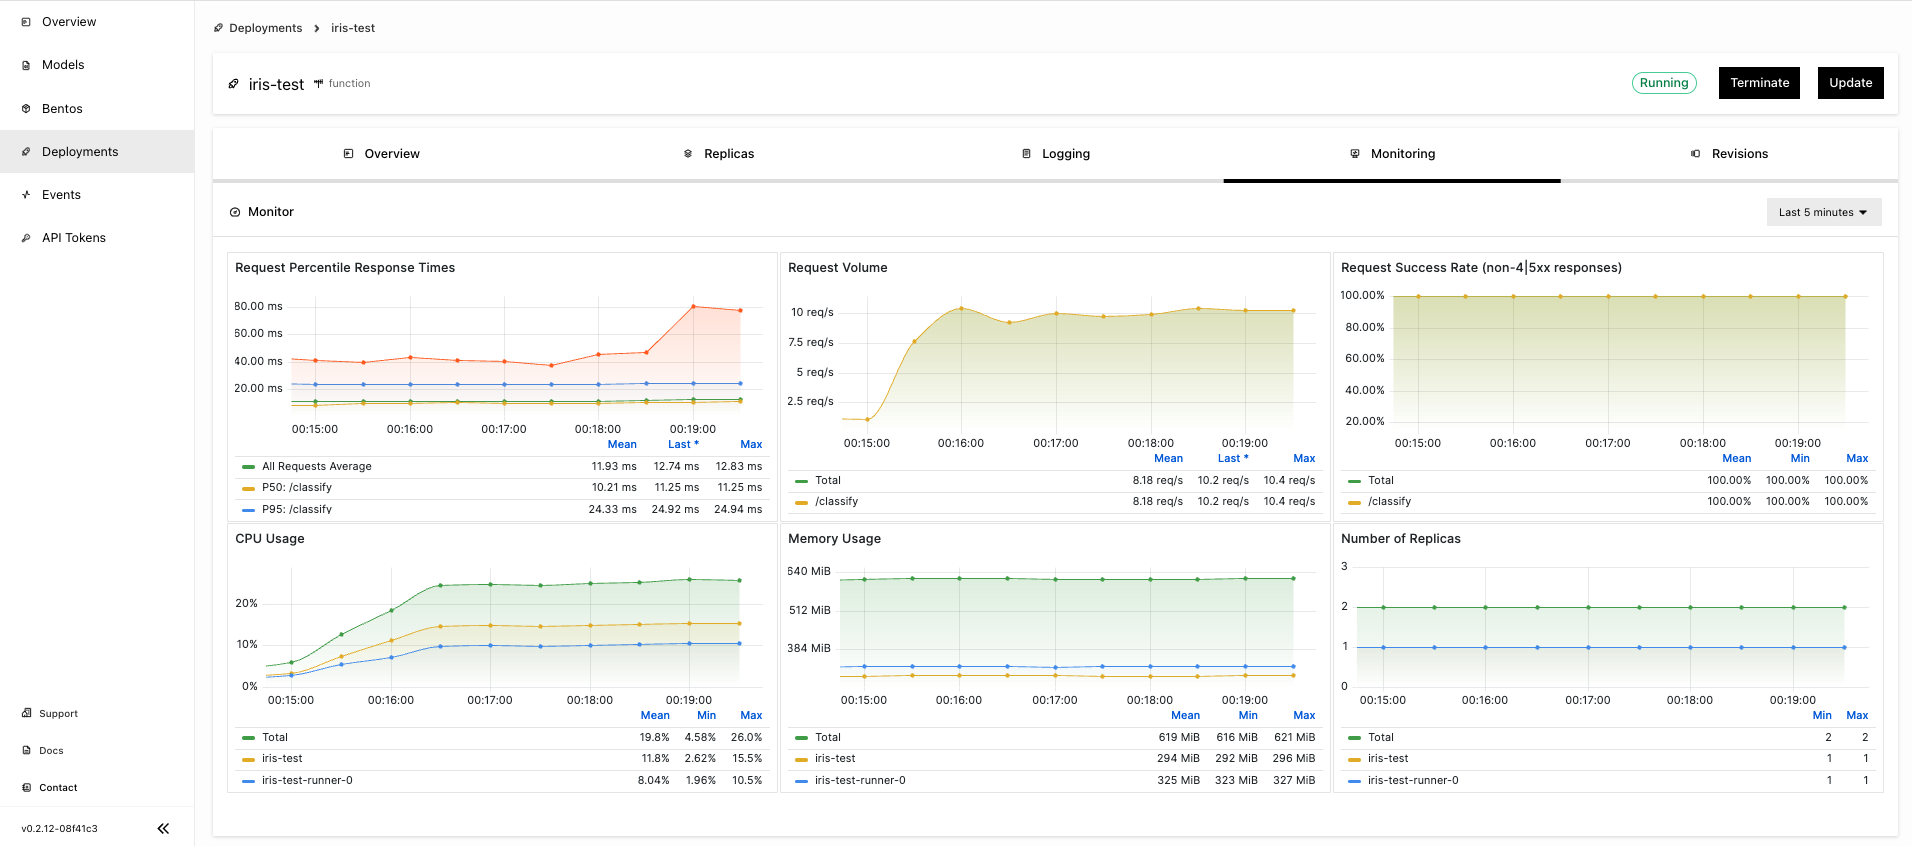 Overview
Models
Bentos
Deployments
Events
API Tokens
Support
Docs
Contact
v0.2.12-08f41c3
Deployments > iris-test
iris-test function
Running Terminate Update
Overview Replicas Logging Monitoring Revisions
Monitor
Last 5 minutes
Request Percentile Response Times
80.00 ms
60.00 ms
40.00 ms
20.00 ms
00:15:00 00:16:00 00:17:00 00:18:00 00:19:00
Mean Last * Max
All Requests Average 11.93 ms 12.74 ms 12.83 ms
P50: /classify 10.21 ms 11.25 ms 11.25 ms
P95: /classify 24.33 ms 24.92 ms 24.94 ms
Request Volume
10 req/s
7.5 req/s
5 req/s
2.5 req/s
00:15:00 00:16:00 00:17:00 00:18:00 00:19:00
Mean Last * Max
Total 8.18 req/s 10.2 req/s 10.4 req/s
/classify 8.18 req/s 10.2 req/s 10.4 req/s
Request Success Rate (non-4|5xx responses)
100.00%
80.00%
60.00%
40.00%
20.00%
00:15:00 00:16:00 00:17:00 00:18:00 00:19:00
Mean Min Max
Total 100.00% 100.00% 100.00%
/classify 100.00% 100.00% 100.00%
CPU Usage
20%
10%
0%
00:15:00 00:16:00 00:17:00 00:18:00 00:19:00
Mean Min Max
Total 19.8% 4.58% 26.0%
iris-test 11.8% 2.62% 15.5%
iris-test-runner-0 8.04% 1.96% 10.5%
Memory Usage
640 MiB
512 MiB
384 MiB
00:15:00 00:16:00 00:17:00 00:18:00 00:19:00
Mean Min Max
Total 619 MiB 616 MiB 621 MiB
iris-test 294 MiB 292 MiB 296 MiB
iris-test-runner-0 325 MiB 323 MiB 327 MiB
Number of Replicas
3
2
1
0
00:15:00 00:16:00 00:17:00 00:18:00 00:19:00
Min Max
Total 2 2
iris-test 1 1
iris-test-runner-0 1 1